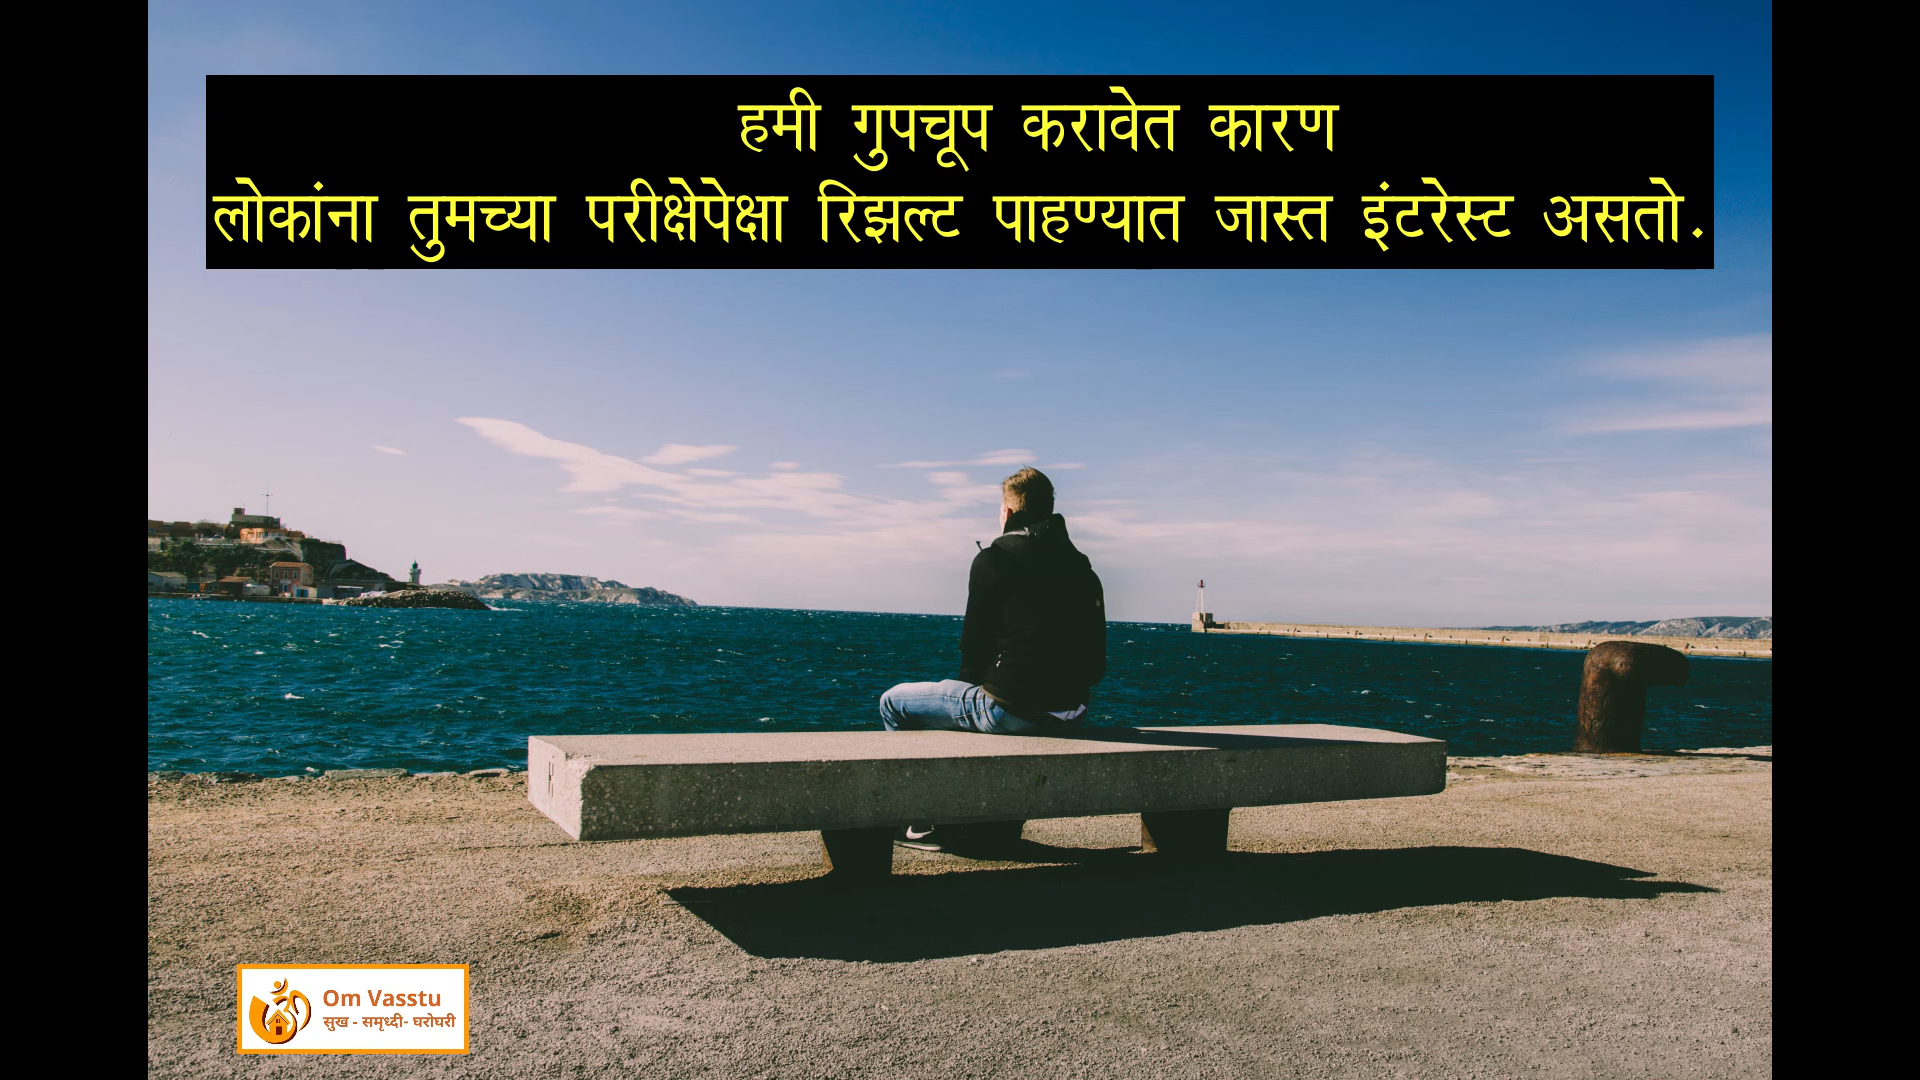 हमी गुपचूप करावेत कारण
लोकांना तुमच्या परीक्षेपेक्षा रिझल्ट पाहण्यात जास्त इंटरेस्ट असतो.
Om Vasstu
सुख - समृध्दी- घरोघरी